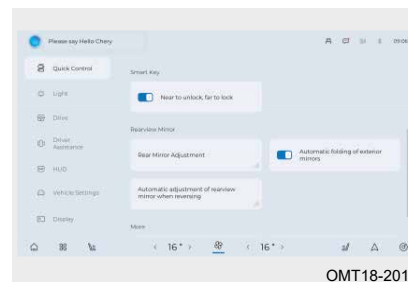 Please say Hello Chery
09:06
Quick Control
Smart Key
Near to unlock, far to lock
Light
Drive
Rearview Mirror
Driver
Assistance
Rear Mirror Adjustment
Automatic folding of exterior
mirrors
HUD
Vehicle Settings
Automatic adjustment of rearview
mirror when reversing
Display
More
< 16° >
< 16° >
OMT18-201